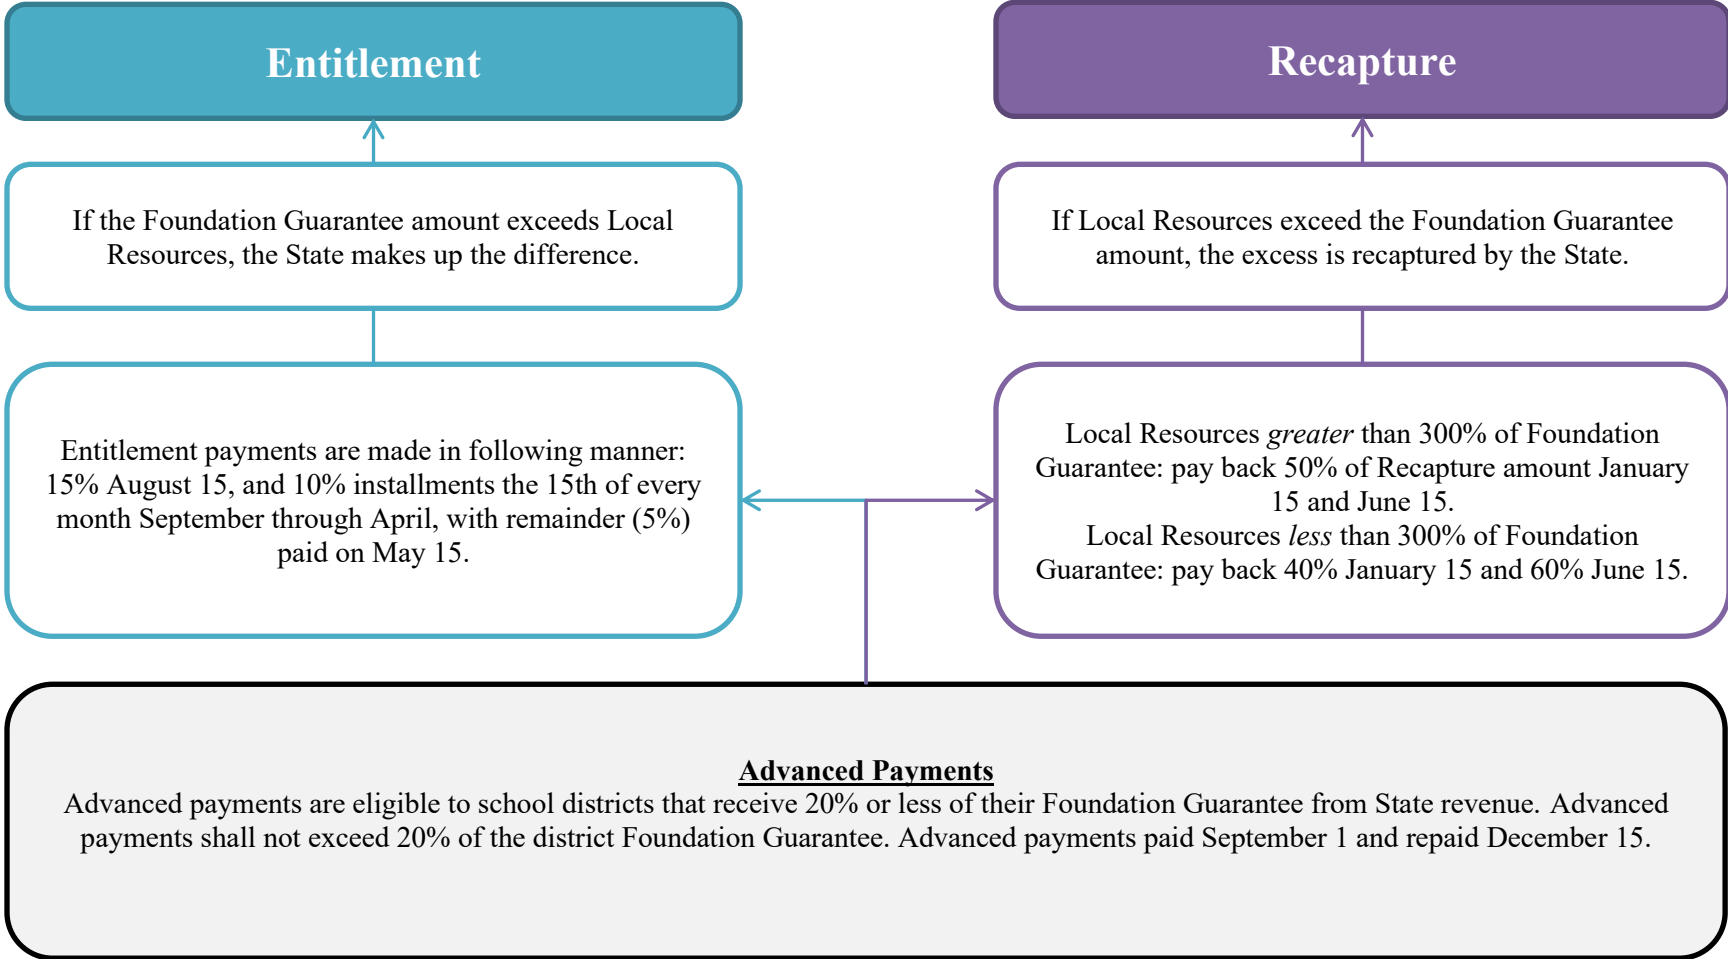 Entitlement
If the Foundation Guarantee amount exceeds Local
Resources, the State makes up the difference.
Entitlement payments are made in following manner:
15% August 15, and 10% installments the 15th of every
month September through April, with remainder (5%)
paid on May 15.
Recapture
If Local Resources exceed the Foundation Guarantee
amount, the excess is recaptured by the State.
Local Resources greater than 300% of Foundation
Guarantee: pay back 50% of Recapture amount January
15 and June 15.
Local Resources less than 300% of Foundation
Guarantee: pay back 40% January 15 and 60% June 15.
Advanced Payments
Advanced payments are eligible to school districts that receive 20% or less of their Foundation Guarantee from State revenue. Advanced
payments shall not exceed 20% of the district Foundation Guarantee. Advanced payments paid September 1 and repaid December 15.